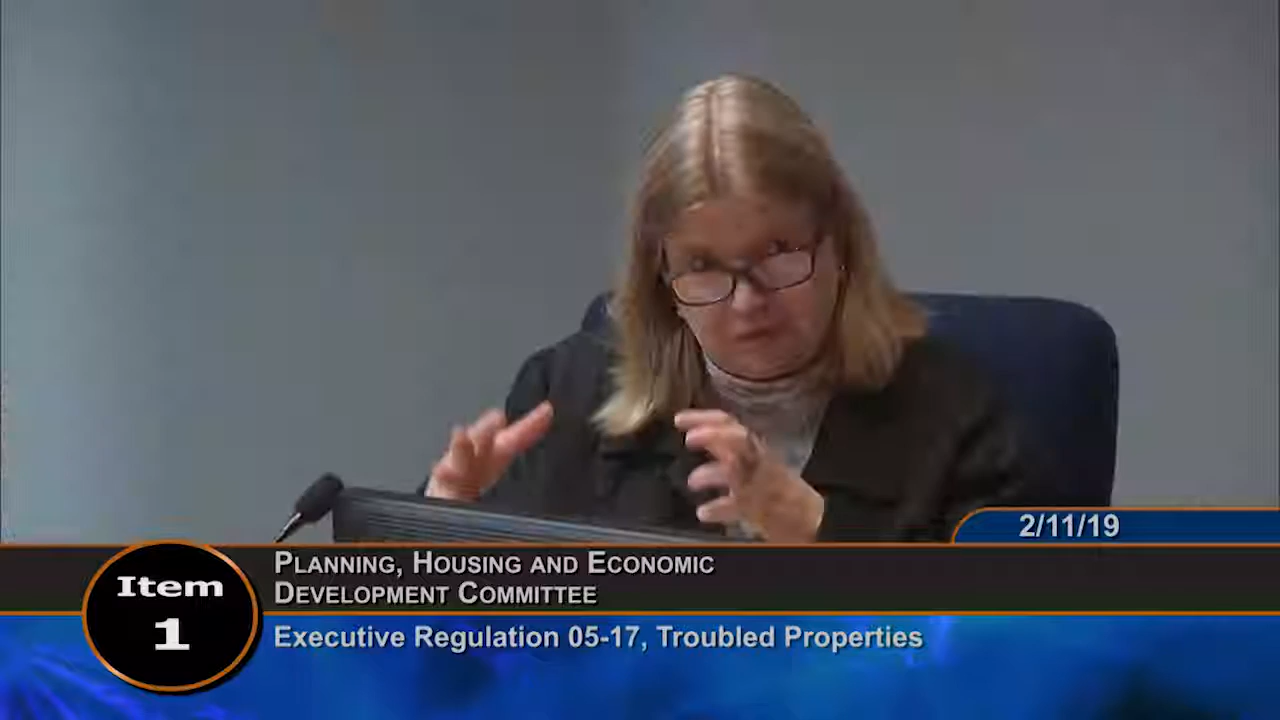 2/11/19
Planning, Housing and Economic
Development Committee
Item
1
Executive Regulation 05-17, Troubled Properties